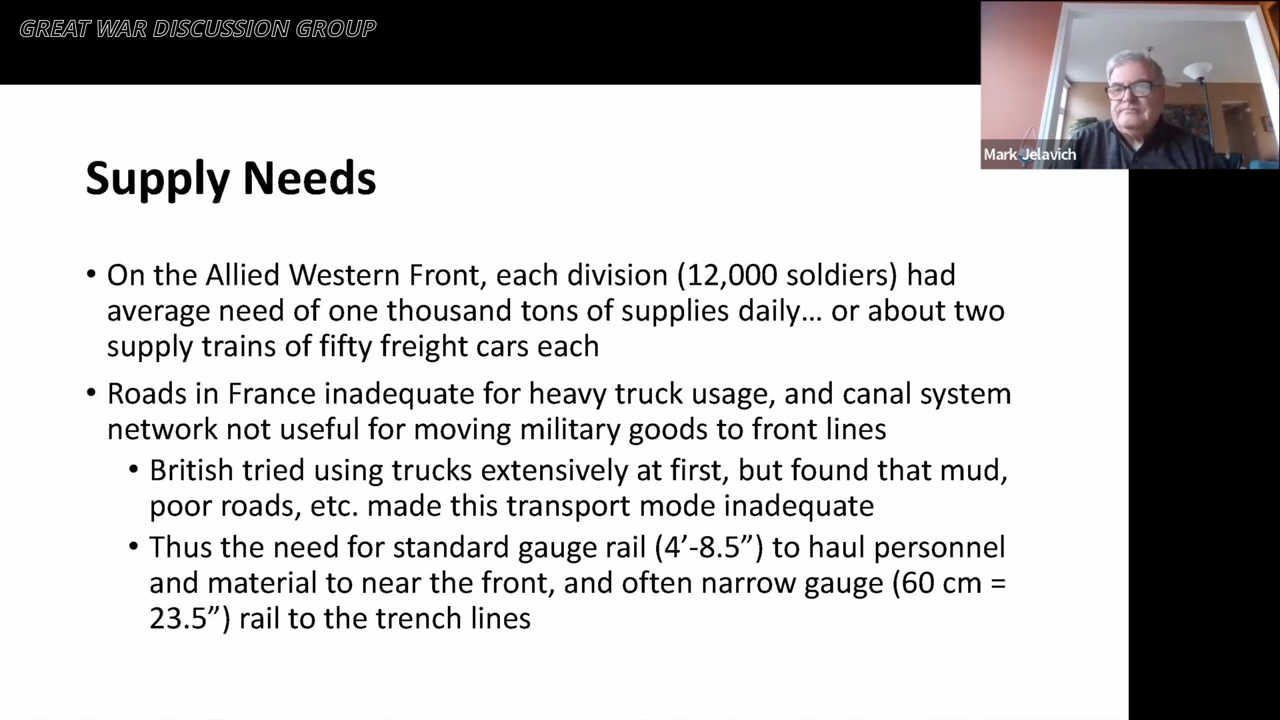 GREAT WAR DISCUSSION GROUP
Mark Jelavich
Supply Needs
• On the Allied Western Front, each division (12,000 soldiers) had
average need of one thousand tons of supplies daily... or about two
supply trains of fifty freight cars each
• Roads in France inadequate for heavy truck usage, and canal system
network not useful for moving military goods to front lines
• British tried using trucks extensively at first, but found that mud,
poor roads, etc. made this transport mode inadequate
• Thus the need for standard gauge rail (4’-8.5”) to haul personnel
and material to near the front, and often narrow gauge (60 cm =
23.5”) rail to the trench lines